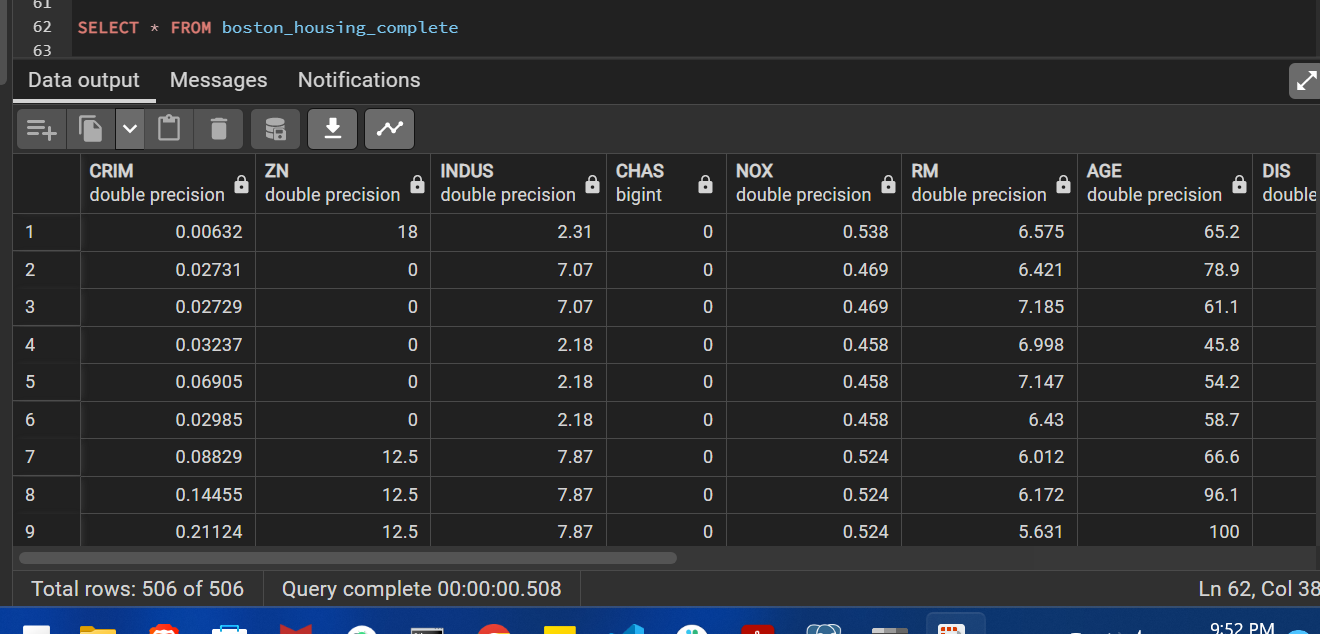 61
62 SELECT * FROM boston_housing_complete
63
Data output Messages Notifications
CRIM ZN INDUS CHAS NOX RM AGE DIS
double precision double precision double precision bigint double precision double precision double precision double
1 0.00632 18 2.31 0 0.538 6.575 65.2
2 0.02731 0 7.07 0 0.469 6.421 78.9
3 0.02729 0 7.07 0 0.469 7.185 61.1
4 0.03237 0 2.18 0 0.458 6.998 45.8
5 0.06905 0 2.18 0 0.458 7.147 54.2
6 0.02985 0 2.18 0 0.458 6.43 58.7
7 0.08829 12.5 7.87 0 0.524 6.012 66.6
8 0.14455 12.5 7.87 0 0.524 6.172 96.1
9 0.21124 12.5 7.87 0 0.524 5.631 100
Total rows: 506 of 506 Query complete 00:00:00.508 Ln 62, Col 38
9:52 PM